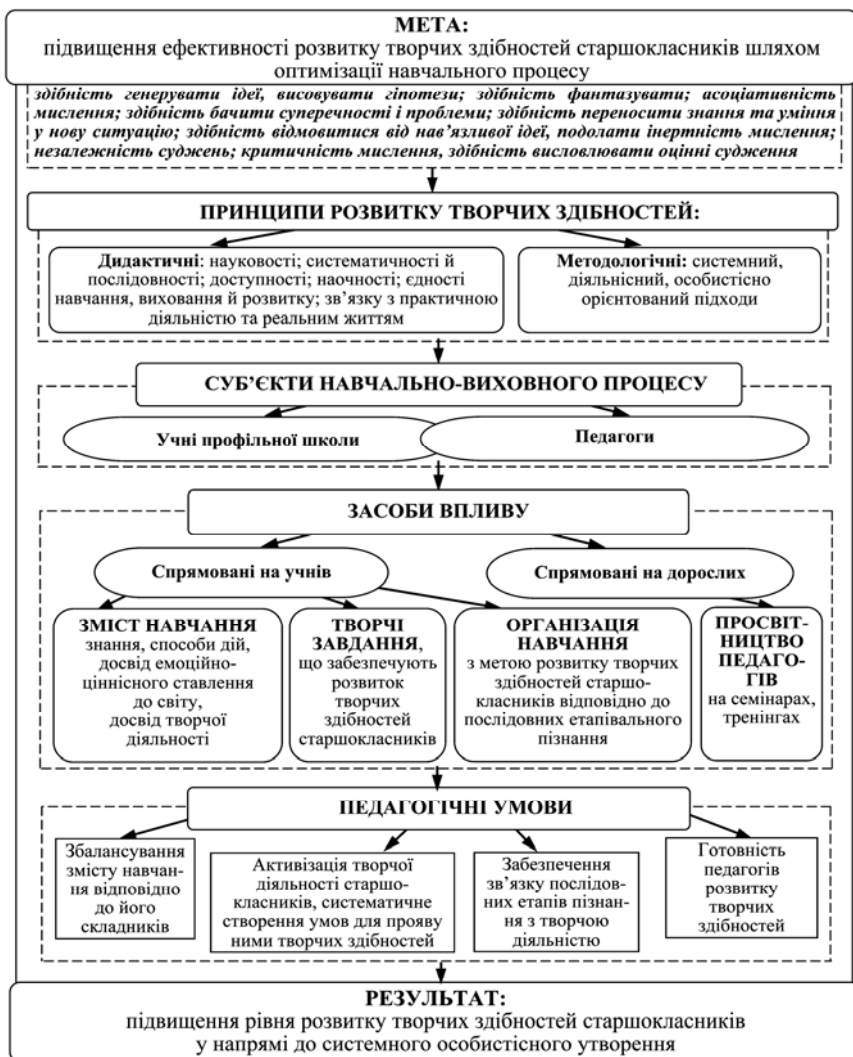 МЕТА:
підвищення ефективності розвитку творчих здібностей старшокласників шляхом
оптимізації навчального процесу
здібність генерувати ідеї, висовувати гіпотези; здібність фантазувати; асоціативність
мислення; здібність бачити суперечності і проблеми; здібність переносити знання та уміння
у нову ситуацію; здібність відмовитися від нав’язливої ідеї, подолати інертність мислення;
незалежність суджень; критичність мислення, здібність висловлювати оцінні судження
ПРИНЦИПИ РОЗВИТКУ ТВОРЧИХ ЗДІБНОСТЕЙ:
Дидактичні: науковості; систематичності й
послідовності; доступності; наочності; єдності
навчання, виховання й розвитку; зв’язку з практичною
діяльністю та реальним життям
Методологічні: системний,
діяльнісний, особистісно
орієнтований підходи
СУБ’ЄКТИ НАВЧАЛЬНО-ВИХОВНОГО ПРОЦЕСУ
Учні профільної школи
Педагоги
ЗАСОБИ ВПЛИВУ
Спрямовані на учнів
Спрямовані на дорослих
ЗМІСТ НАВЧАННЯ
знання, способи дій,
досвід емоційно-
ціннісного ставлення
до світу,
досвід творчої
діяльності
ТВОРЧІ
ЗАВДАННЯ,
що забезпечують
розвиток
творчих
здібностей
старшокласників
ОРГАНІЗАЦІЯ
НАВЧАННЯ
з метою розвитку творчих
здібностей старшо-
класників відповідно до
послідовних етапівального
пізнання
ПРОСВІТ-
НИЦТВО
ПЕДАГО-
ГІВ
на семінарах,
тренінгах
ПЕДАГОГІЧНІ УМОВИ
Збалансування
змісту навчан-
ня відповідно
до його
складників
Активізація творчої
діяльності старшо-
класників, систематичне
створення умов для прояву
ними творчих здібностей
Забезпечення
зв’язку послідов-
них етапів пізнан-
ня з творчою
діяльністю
Готовність
педагогів
розвитку
творчих
здібностей
РЕЗУЛЬТАТ:
підвищення рівня розвитку творчих здібностей старшокласників
у напрямі до системного особистісного утворення